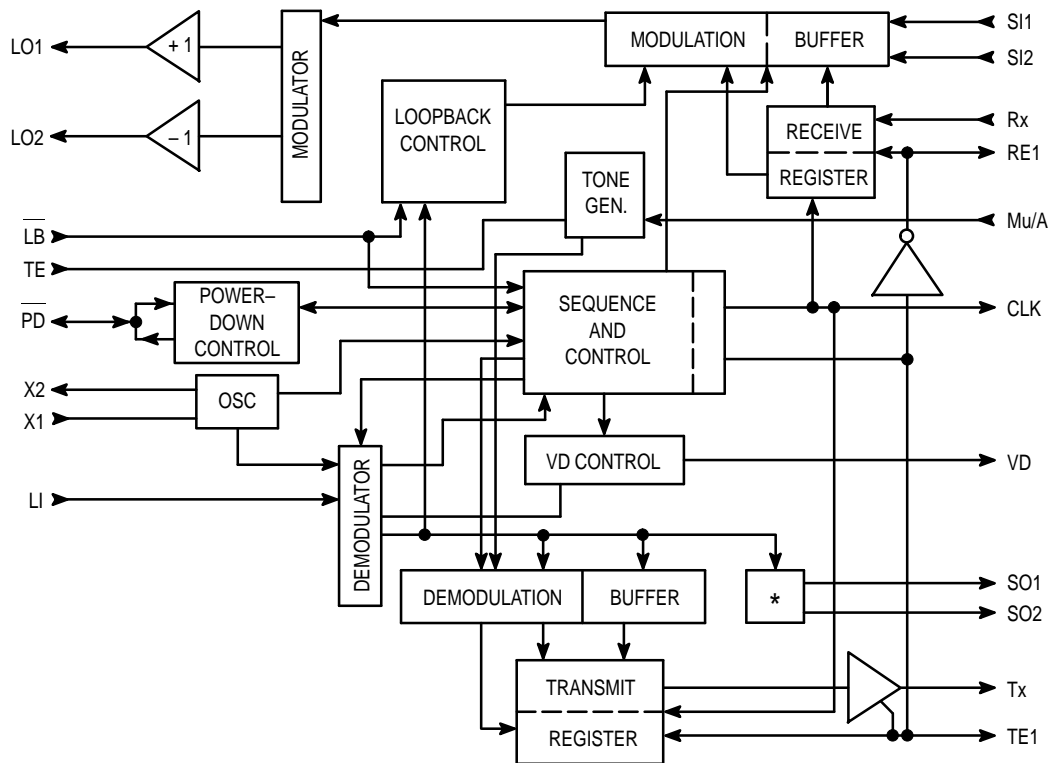 LO1
+ 1
MODULATOR
MODULATION
BUFFER
SI1
SI2
LO2
– 1
LOOPBACK
CONTROL
RECEIVE
REGISTER
Rx
RE1
TONE
GEN.
Mu/A
LB
TE
PD
POWER–
DOWN
CONTROL
SEQUENCE
AND
CONTROL
CLK
X2
X1
OSC
VD CONTROL
VD
LI
DEMODULATOR
DEMODULATION
BUFFER
*
SO1
SO2
TRANSMIT
REGISTER
Tx
TE1